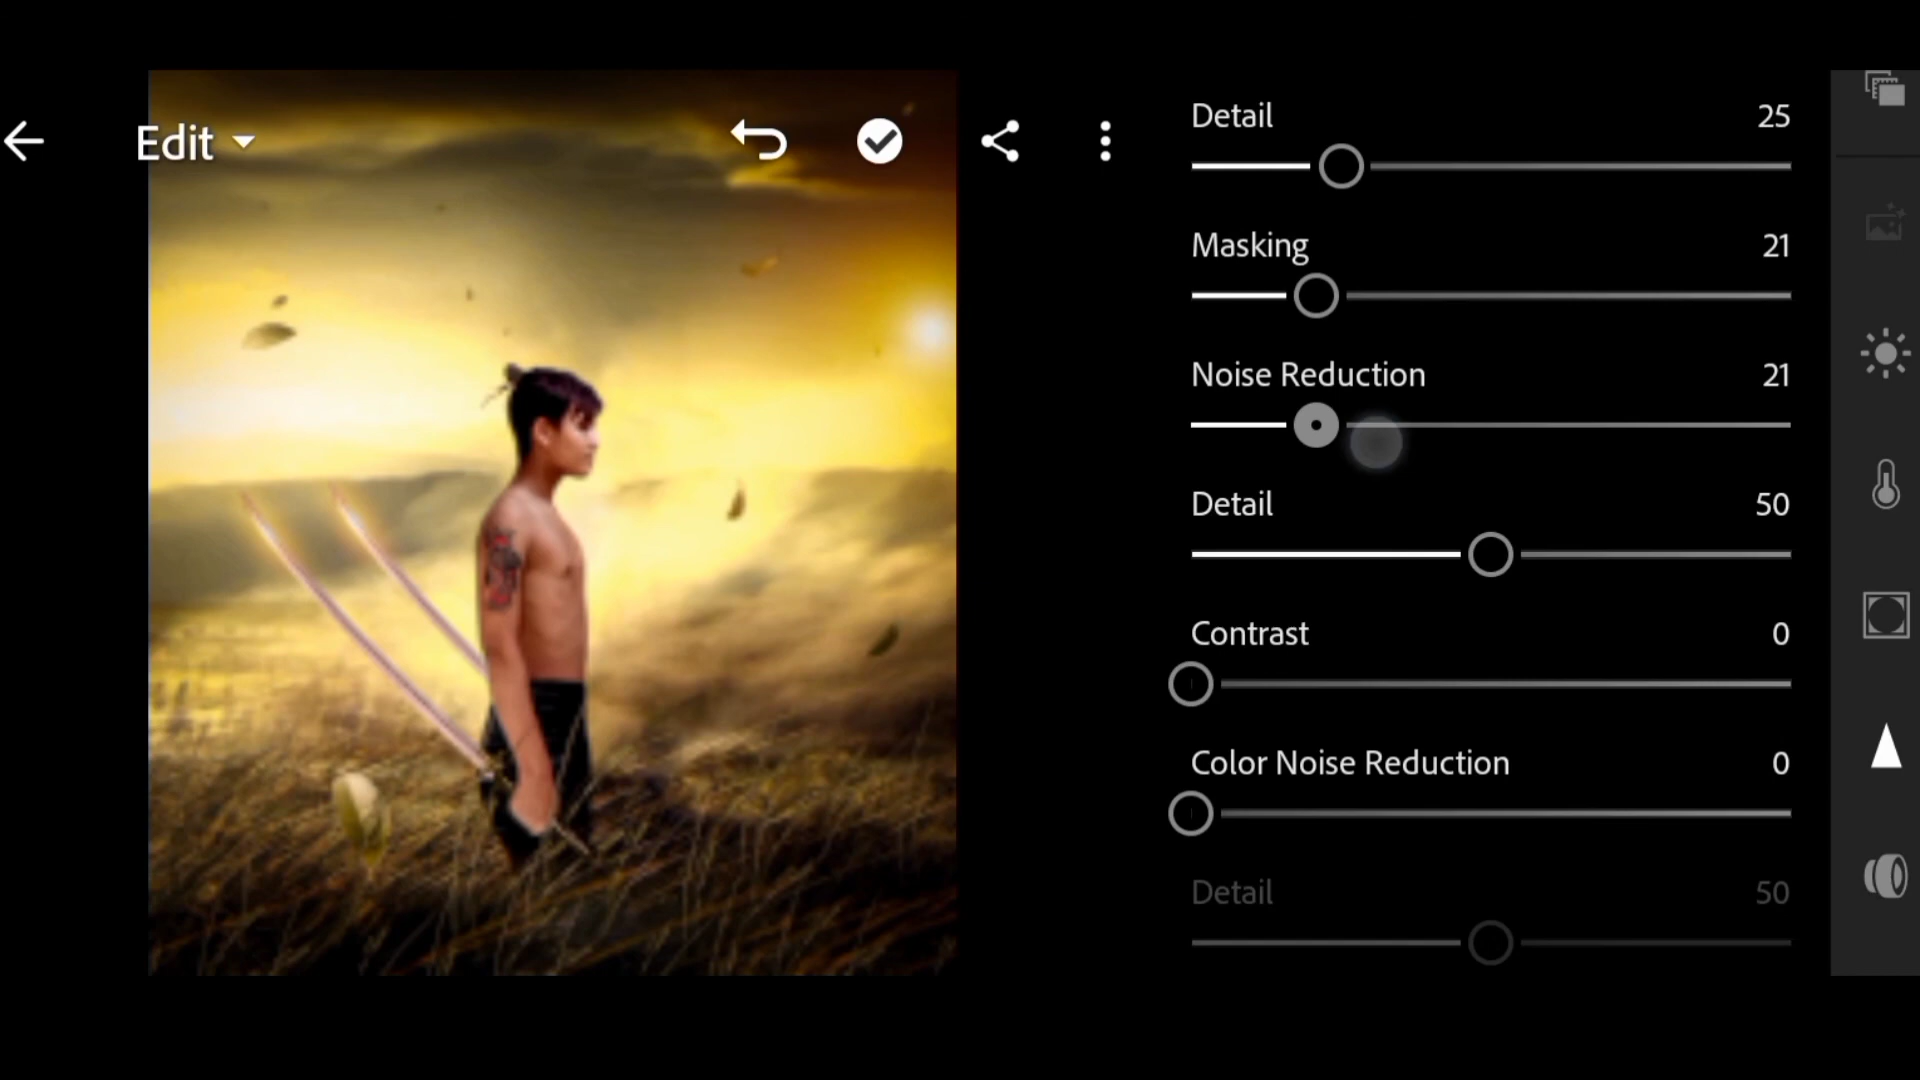 Edit
Detail 25
Masking 21
Noise Reduction 21
Detail 50
Contrast 0
Color Noise Reduction 0
Detail 50